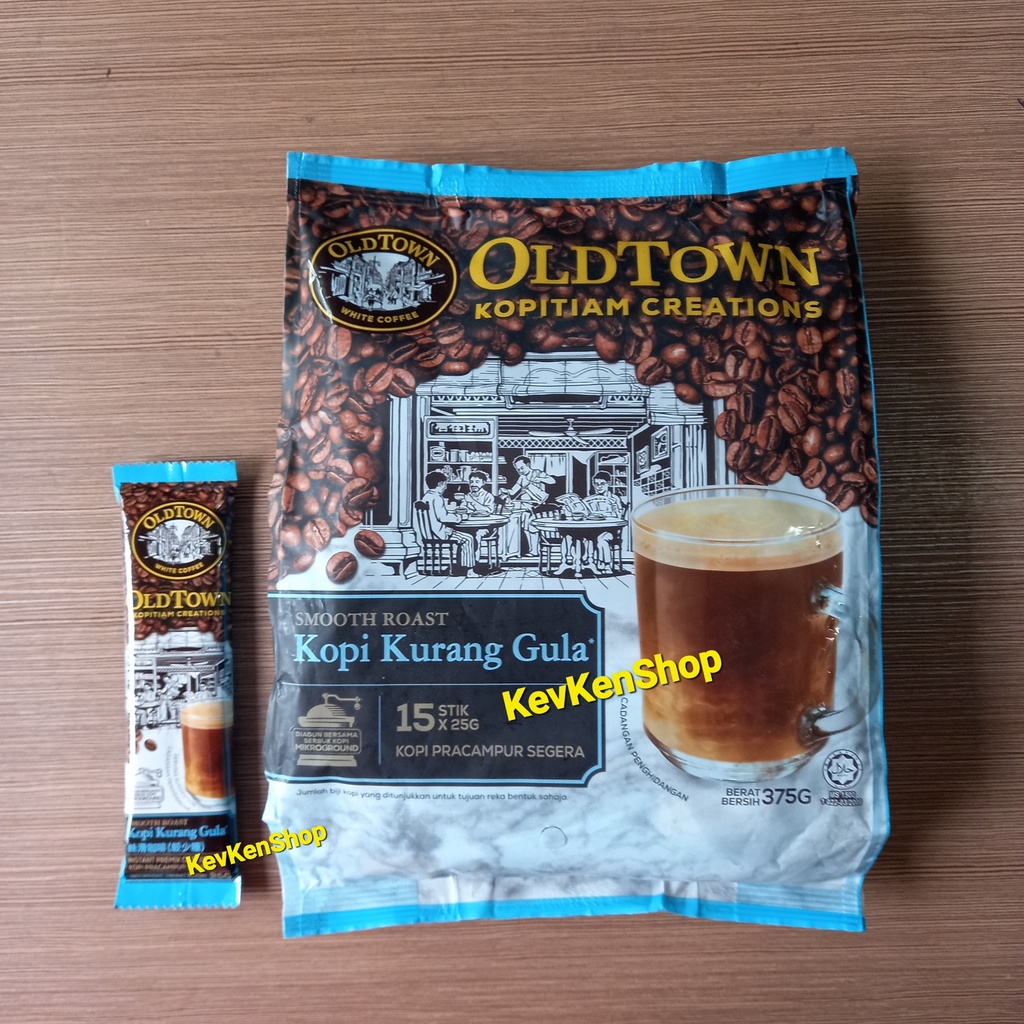 OLDTOWN
WHITE COFFEE
OLDTOWN
KOPITIAM CREATIONS
SMOOTH ROAST
Kopi Kurang Gula*
DIADUN BERSAMA
SERBUK KOPI
MIKROGROUND
15 STIK
X 25G
KOPI PRACAMPUR SEGERA
KevKenShop
CADANGAN PENGHIDANGAN
BERAT
BERSIH 375G
Jumlah biji kopi yang ditunjukkan untuk tujuan reka bentuk sahaja.
OLDTOWN
WHITE COFFEE
OLDTOWN
KOPITIAM CREATIONS
SMOOTH ROAST
Kopi Kurang Gula*
KevKenShop